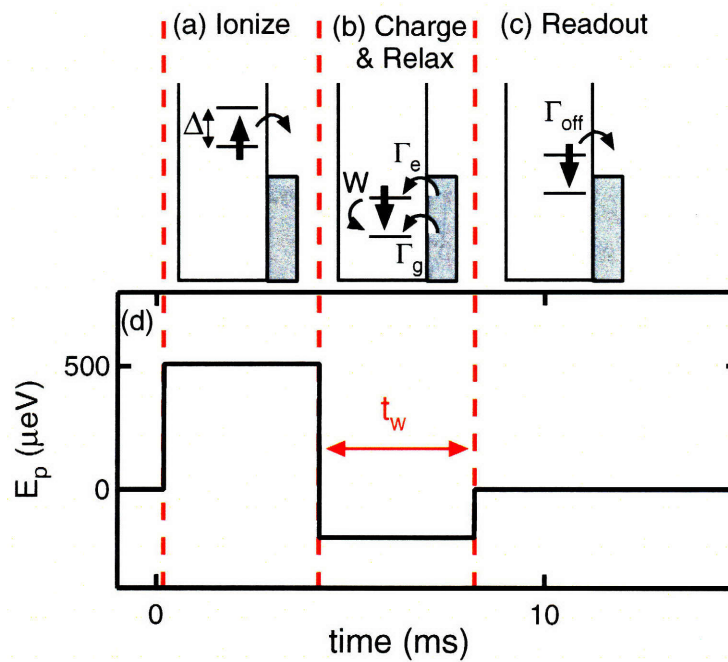 (a) Ionize
(b) Charge
& Relax
(c) Readout
Δ
W
Γe
Γg
Γoff
(d)
500
0
Ep (μeV)
tw
0
10
time (ms)